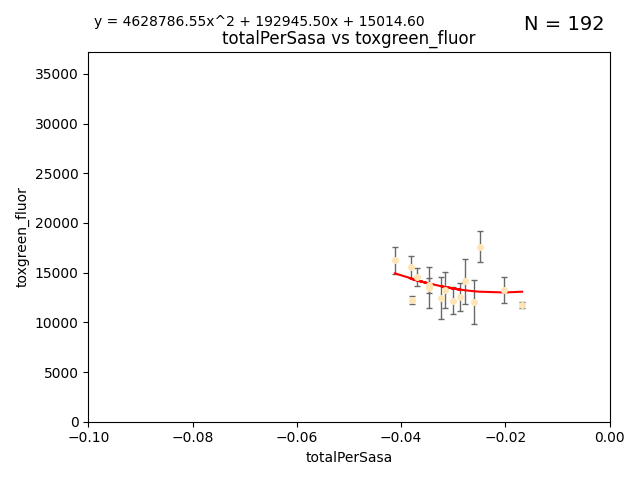 y = 4628786.55x^2 + 192945.50x + 15014.60
N = 192
totalPerSasa vs toxgreen_fluor
toxgreen_fluor
35000
30000
25000
20000
15000
10000
5000
0
−0.10
−0.08
−0.06
−0.04
−0.02
0.00
totalPerSasa